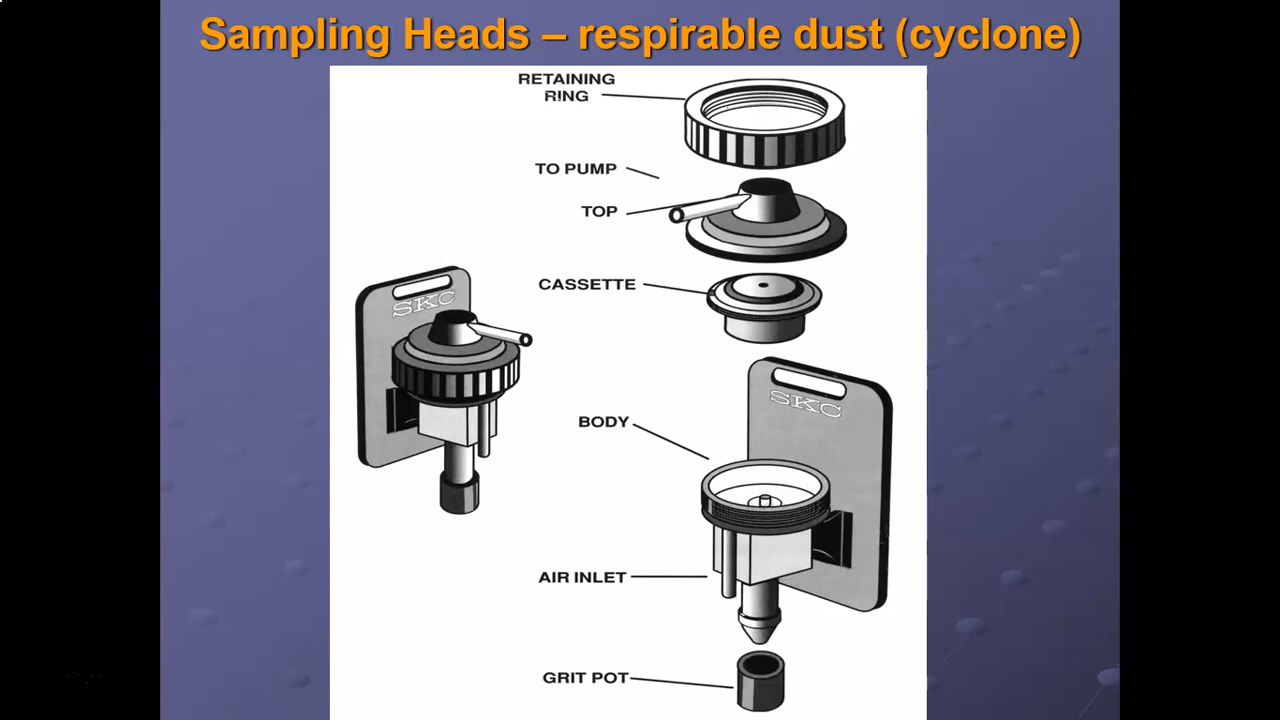 Sampling Heads – respirable dust (cyclone)
RETAINING
RING
TO PUMP
TOP
CASSETTE
SKC
SKC
BODY
AIR INLET
GRIT POT